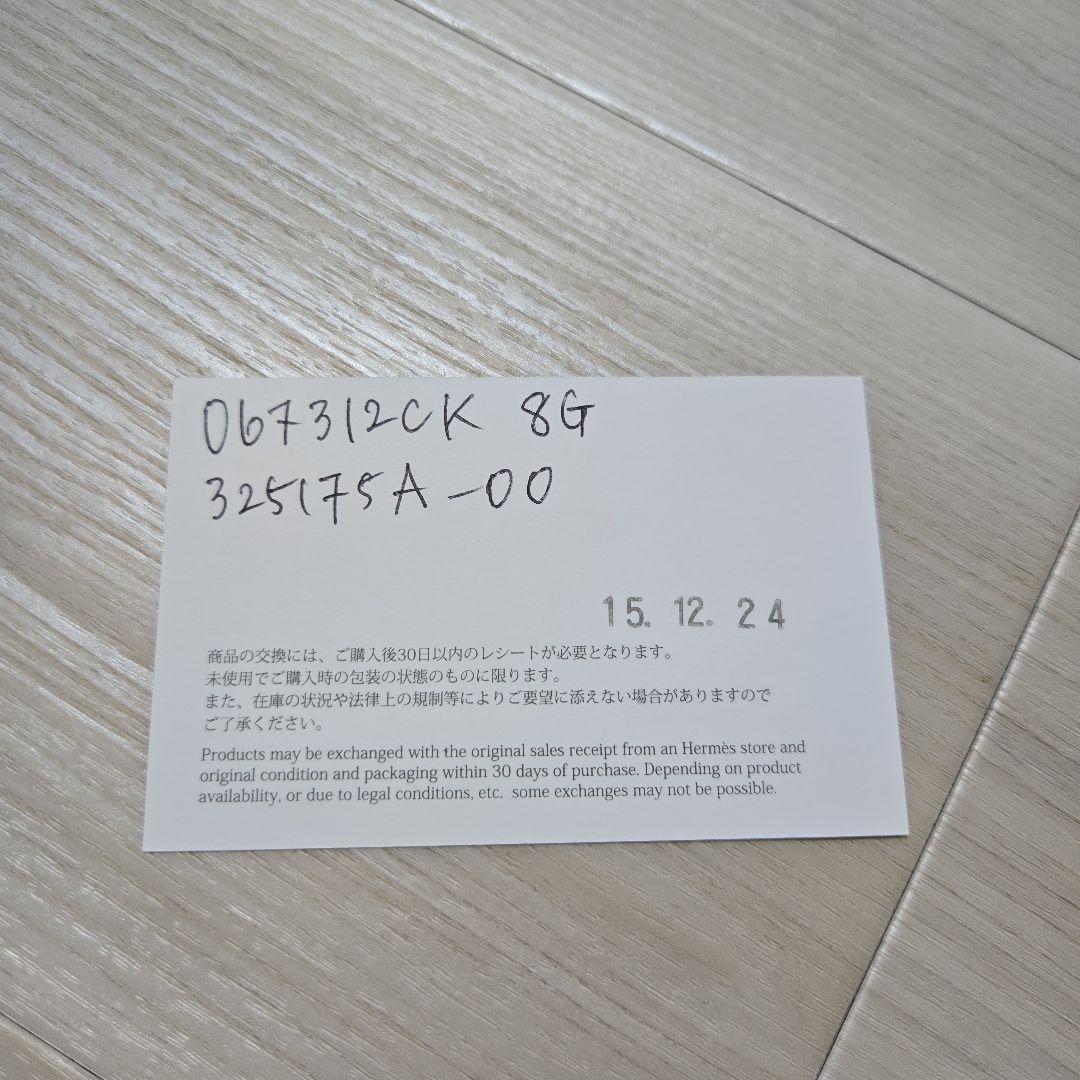 067312CK 8G
325175A-00
15. 12. 24
商品の交換には、ご購入後30日以内のレシートが必要となります。
未使用でご購入時の包装の状態のものに限ります。
また、在庫の状況や法律上の規制等によりご要望に添えない場合がありますので
ご了承ください。
Products may be exchanged with the original sales receipt from an Hermès store and
original condition and packaging within 30 days of purchase. Depending on product
availability, or due to legal conditions, etc. some exchanges may not be possible.